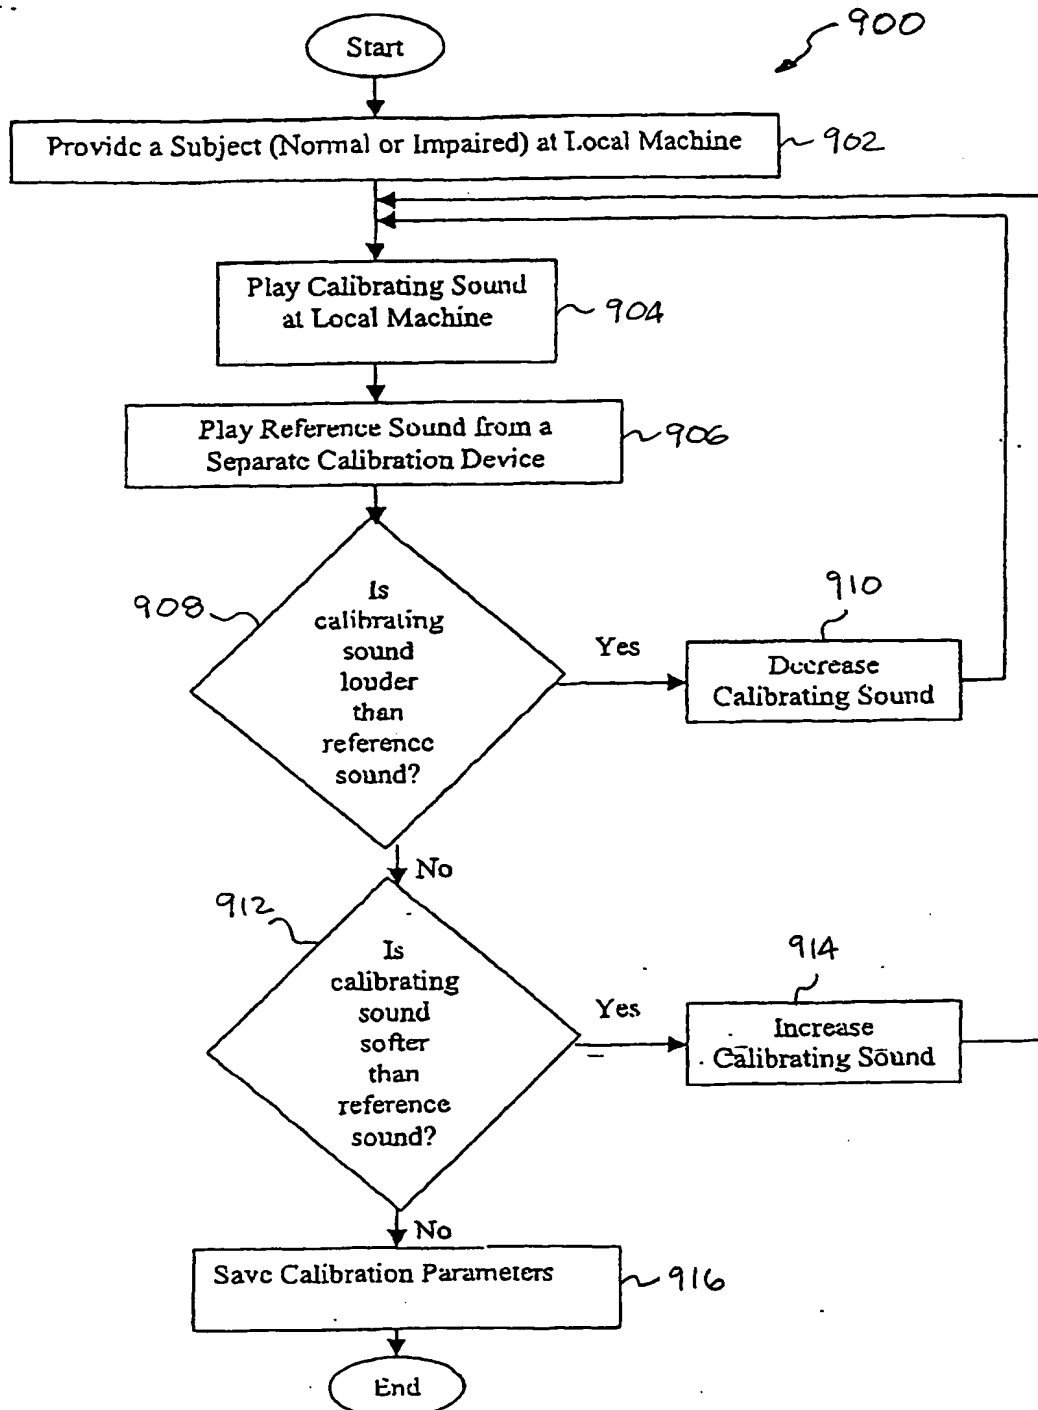 900
Start
Provide a Subject (Normal or Impaired) at Local Machine
902
Play Calibrating Sound
at Local Machine
904
Play Reference Sound from a
Separate Calibration Device
906
908
Is
calibrating
sound
louder
than
reference
sound?
Yes
910
Decrease
Calibrating Sound
No
912
Is
calibrating
sound
softer
than
reference
sound?
Yes
914
Increase
Calibrating Sound
No
Save Calibration Parameters
916
End